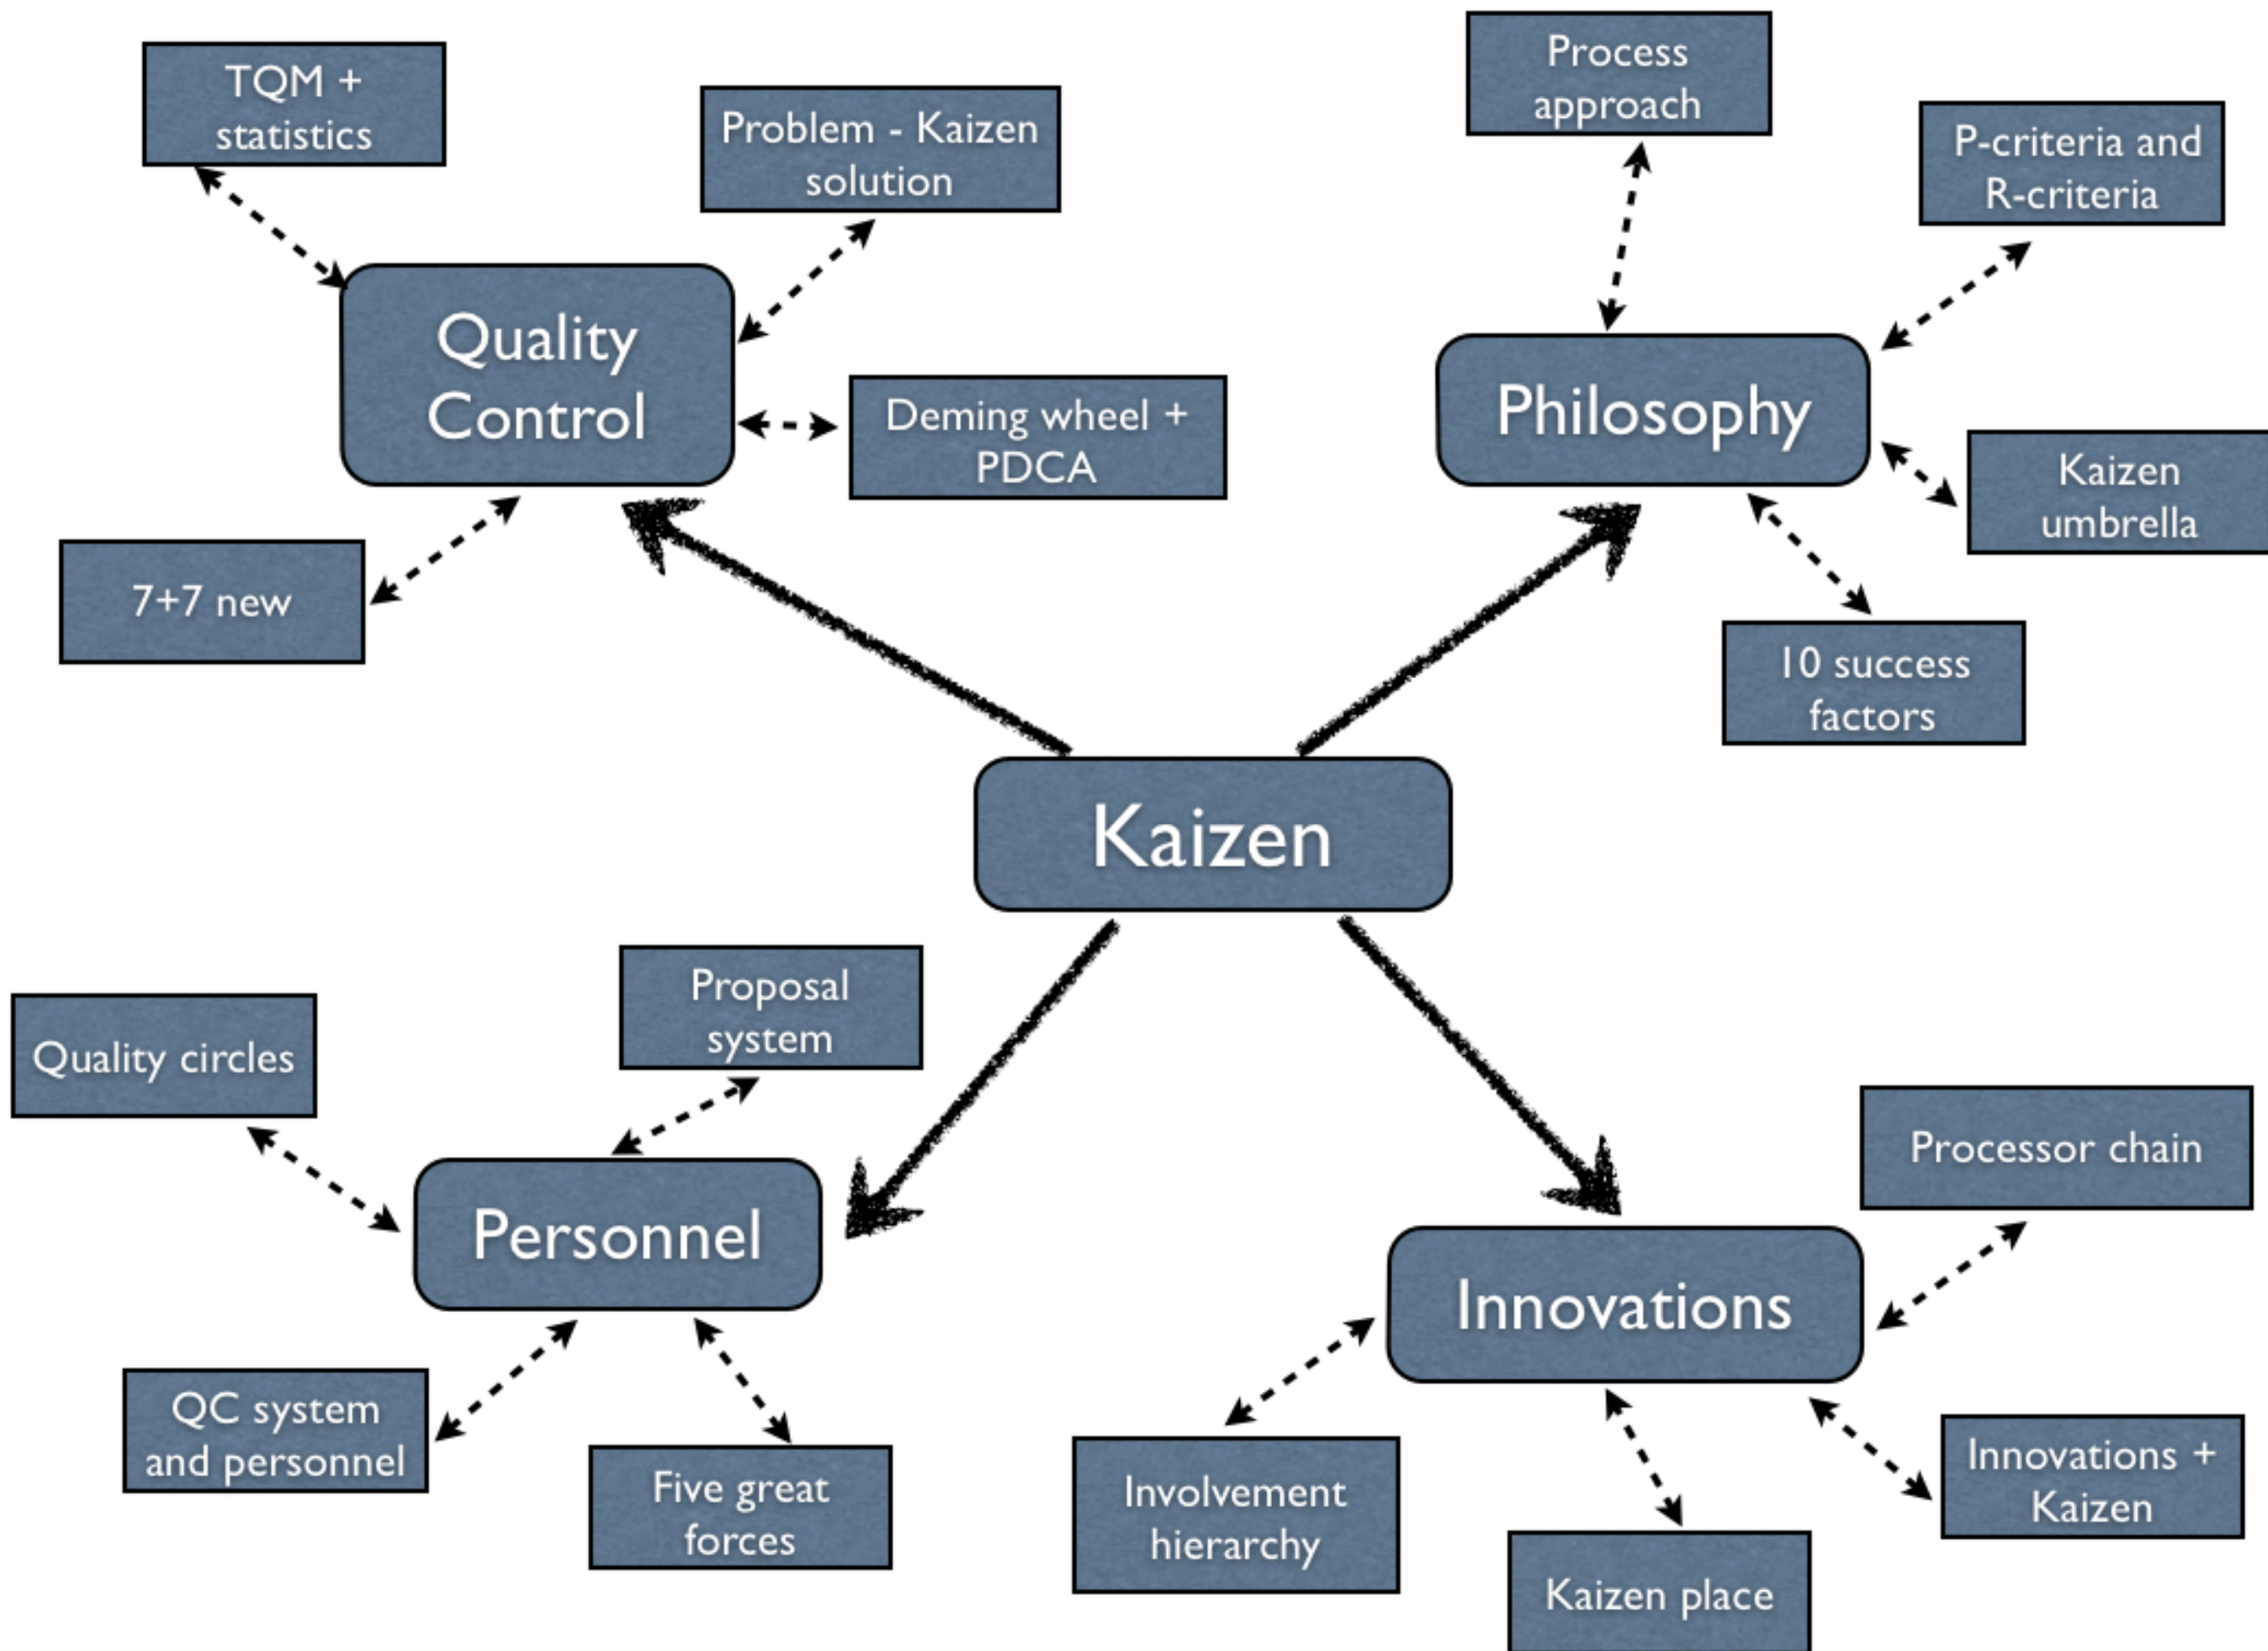 TQM +
statistics
Problem - Kaizen
solution
Quality
Control
Deming wheel +
PDCA
7+7 new
Process
approach
P-criteria and
R-criteria
Philosophy
Kaizen
umbrella
10 success
factors
Kaizen
Quality circles
Proposal
system
Personnel
QC system
and personnel
Five great
forces
Processor chain
Innovations
Involvement
hierarchy
Kaizen place
Innovations +
Kaizen